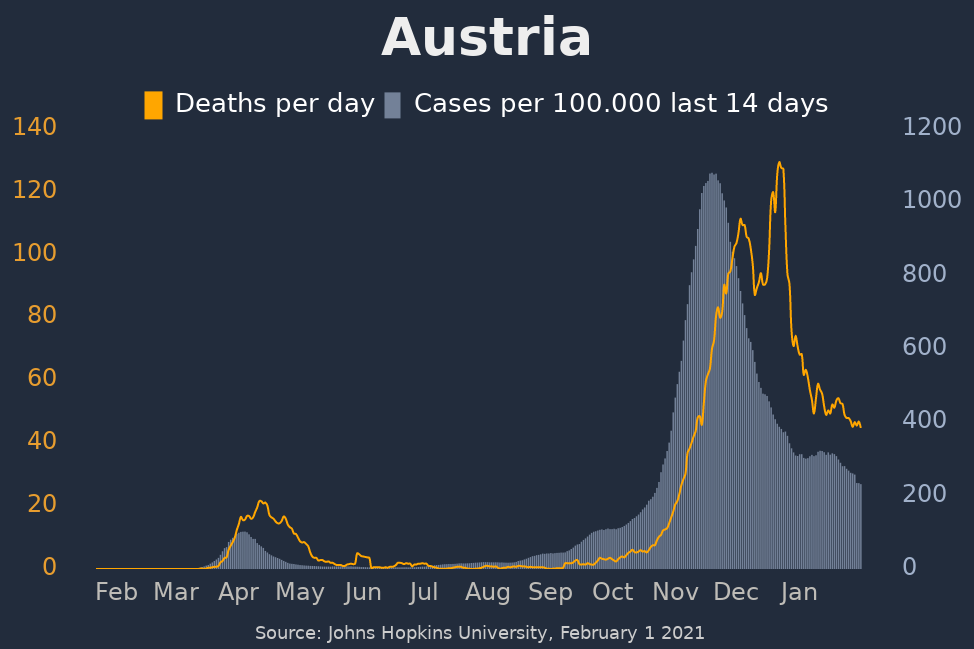 Austria
Deaths per day Cases per 100.000 last 14 days
140 1200
120 1000
100 800
80 600
60 400
40 200
20 0
0
Feb Mar Apr May Jun Jul Aug Sep Oct Nov Dec Jan
Source: Johns Hopkins University, February 1 2021